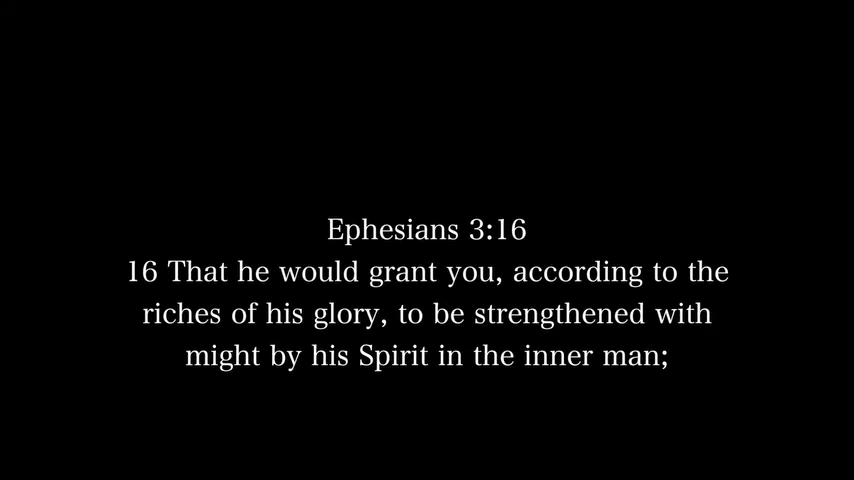 Ephesians 3:16
16 That he would grant you, according to the
riches of his glory, to be strengthened with
might by his Spirit in the inner man;